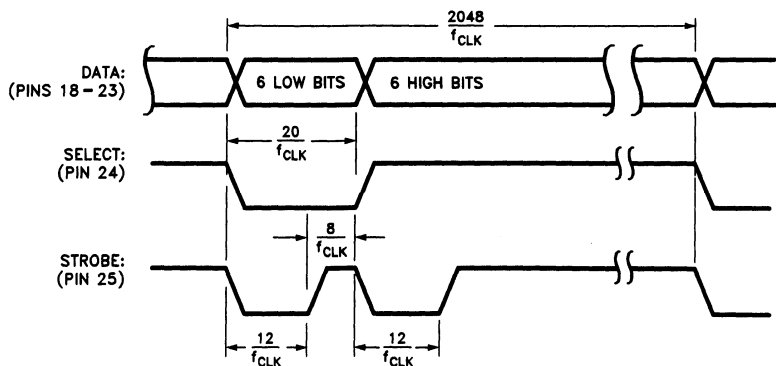 2048
fCLK
DATA:
(PINS 18–23)
6 LOW BITS
6 HIGH BITS
20
fCLK
SELECT:
(PIN 24)
8
fCLK
STROBE:
(PIN 25)
12
fCLK
12
fCLK